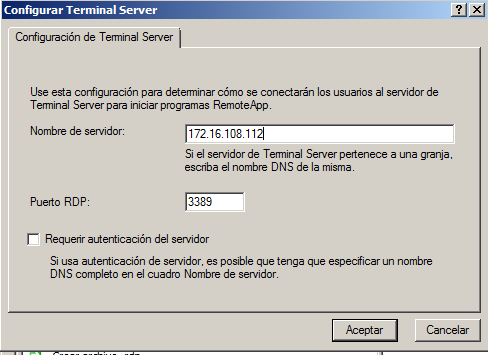 Configurar Terminal Server
Configuración de Terminal Server
Use esta configuración para determinar cómo se conectarán los usuarios al servidor de
Terminal Server para iniciar programas RemoteApp.
Nombre de servidor:
172.16.108.112
Si el servidor de Terminal Server pertenece a una granja,
escriba el nombre DNS de la misma.
Puerto RDP:
3389
Requerir autenticación del servidor
Si usa autenticación de servidor, es posible que tenga que especificar un nombre
DNS completo en el cuadro Nombre de servidor.
Aceptar
Cancelar